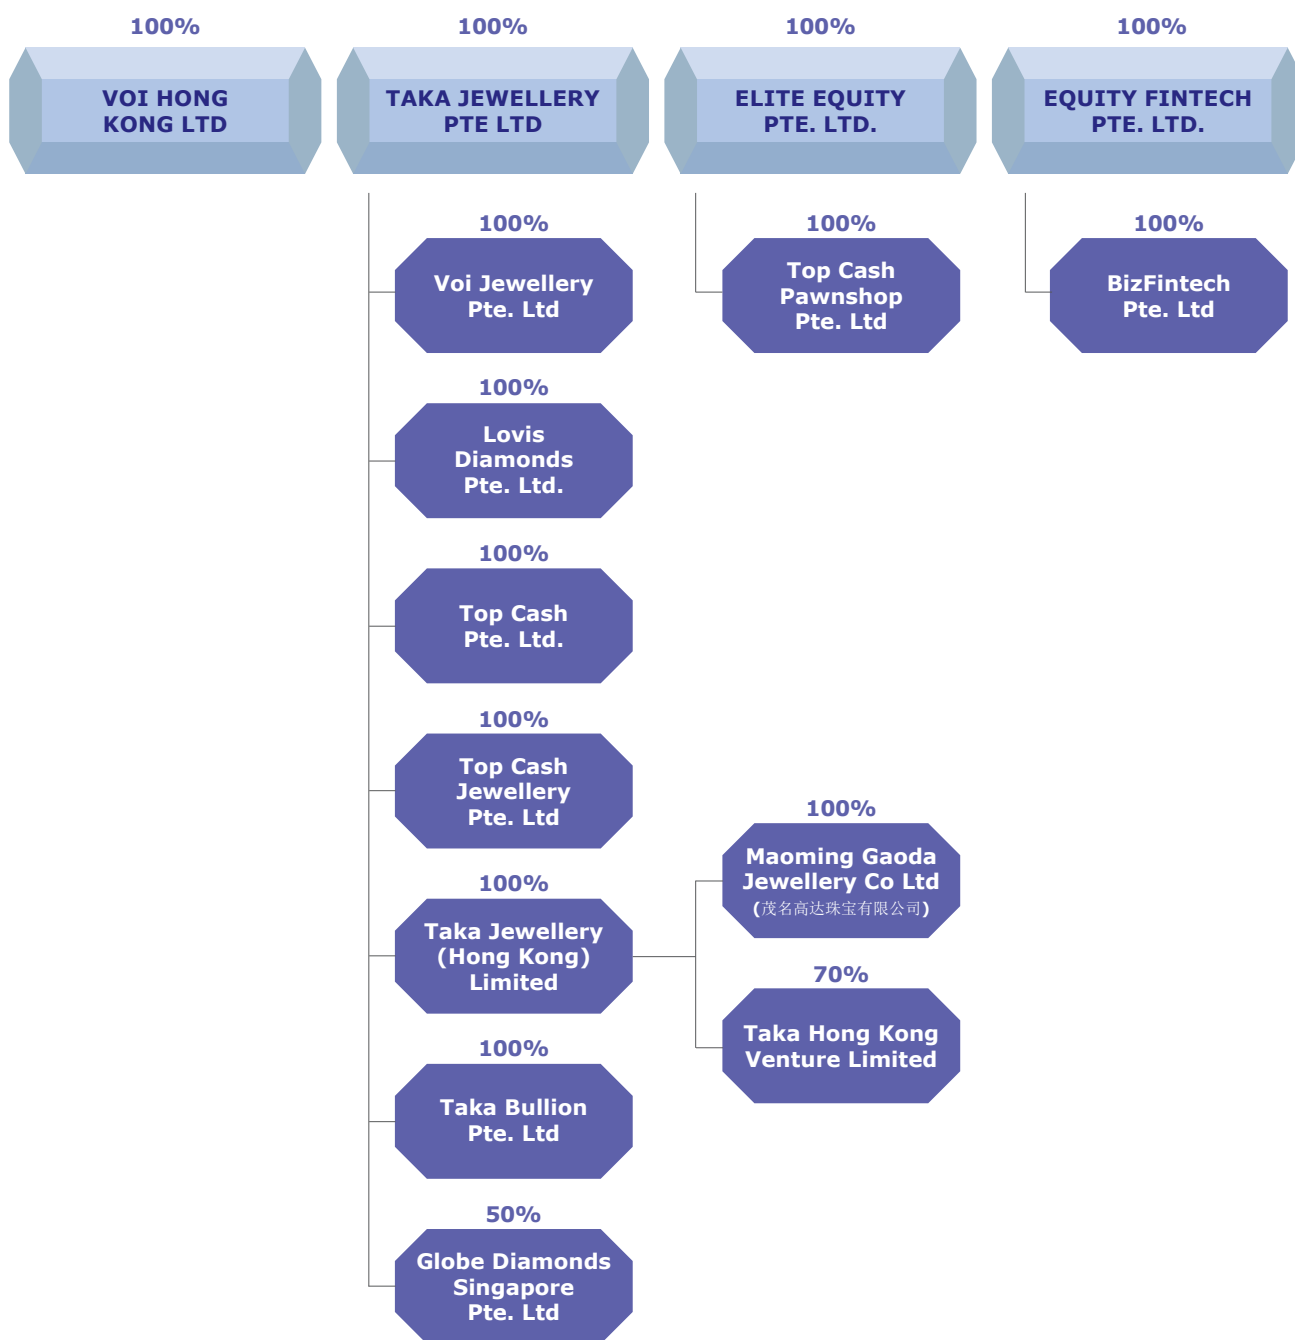 100%
100%
100%
100%
VOI HONG
KONG LTD
TAKA JEWELLERY
PTE LTD
ELITE EQUITY
PTE. LTD.
EQUITY FINTECH
PTE. LTD.
100%
Voi Jewellery
Pte. Ltd
100%
Top Cash
Pawnshop
Pte. Ltd
100%
BizFintech
Pte. Ltd
100%
Lovis
Diamonds
Pte. Ltd.
100%
Top Cash
Pte. Ltd.
100%
Top Cash
Jewellery
Pte. Ltd
100%
Taka Jewellery
(Hong Kong)
Limited
100%
Maoming Gaoda
Jewellery Co Ltd
(茂名高达珠宝有限公司)
70%
Taka Hong Kong
Venture Limited
100%
Taka Bullion
Pte. Ltd
50%
Globe Diamonds
Singapore
Pte. Ltd